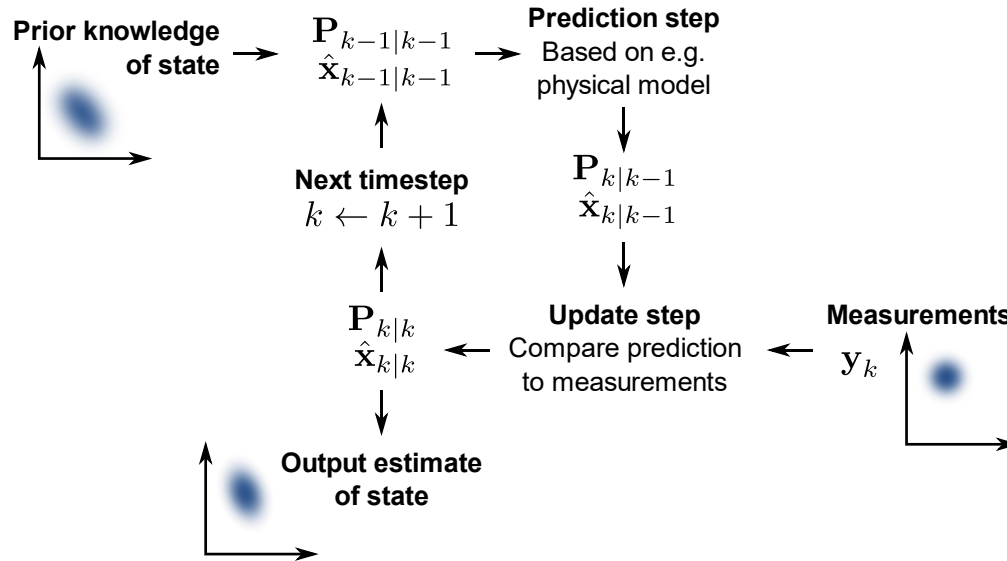 Prior knowledge
of state
P_{k−1|k−1}
x̂_{k−1|k−1}
Prediction step
Based on e.g.
physical model
P_{k|k−1}
x̂_{k|k−1}
Next timestep
k ← k + 1
P_{k|k}
x̂_{k|k}
Update step
Compare prediction
to measurements
Measurements
y_k
Output estimate
of state